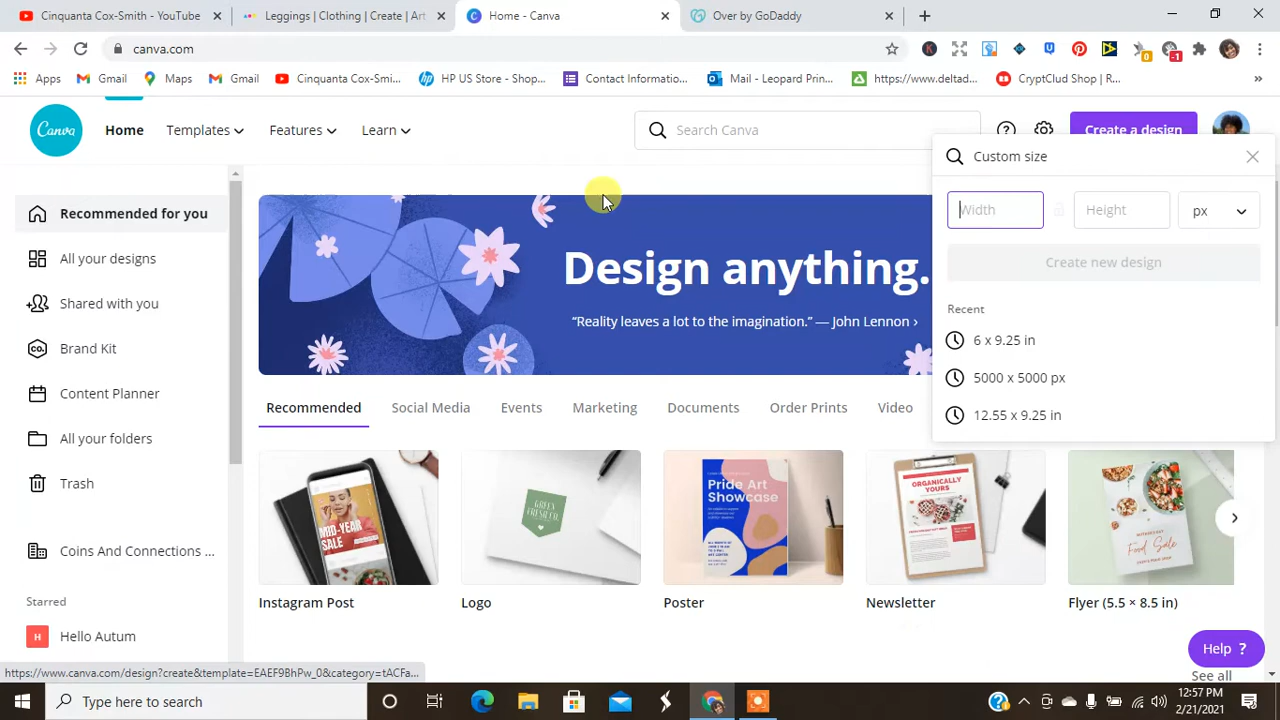 Cinquanta Cox-Smith - YouTube
Leggings | Clothing | Create | Art
Home - Canva
Over by GoDaddy
canva.com
Apps
Gmail
Maps
Gmail
Cinquanta Cox-Smi...
HP US Store - Shop...
Contact Informatio...
Mail - Leopard Prin...
https://www.deltad...
CryptClud Shop | R...
0
-1
»
Canva
Home
Templates
Features
Learn
Search Canva
Create a design
Custom size
Width
Height
px
Create new design
Recent
6 x 9.25 in
5000 x 5000 px
12.55 x 9.25 in
Recommended for you
All your designs
Shared with you
CO.
Brand Kit
Content Planner
All your folders
Trash
Coins And Connections ...
Starred
H
Hello Autum
Design anything.
“Reality leaves a lot to the imagination.” — John Lennon ›
Recommended
Social Media
Events
Marketing
Documents
Order Prints
Video
MID-YEAR
SALE
GREEN
FRESH CO.
Pride Art
Showcase
ORGANICALLY
YOURS
Food Sale
Instagram Post
Logo
Poster
Newsletter
Flyer (5.5 × 8.5 in)
Help ?
See all
https://www.canva.com/design?create&template=EAEF9BhPw_0&category=tACFa...
Type here to search
12:57 PM
2/21/2021